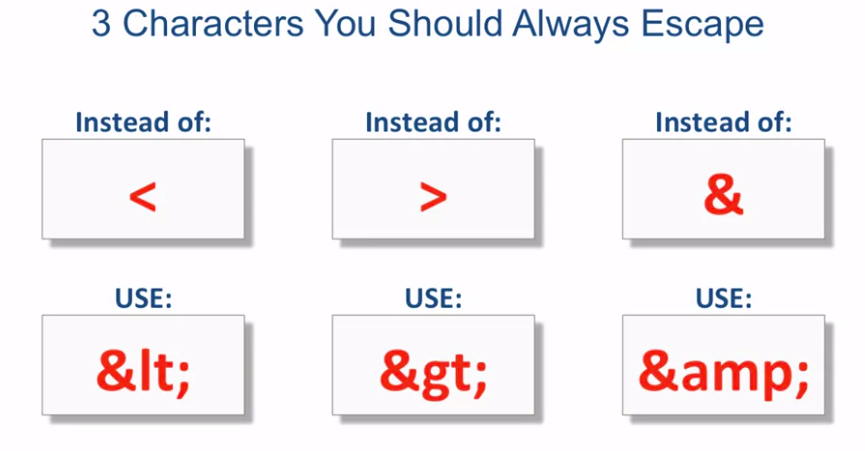 3 Characters You Should Always Escape
Instead of: Instead of: Instead of:
< > &
USE: USE: USE:
&lt; &gt; &amp;